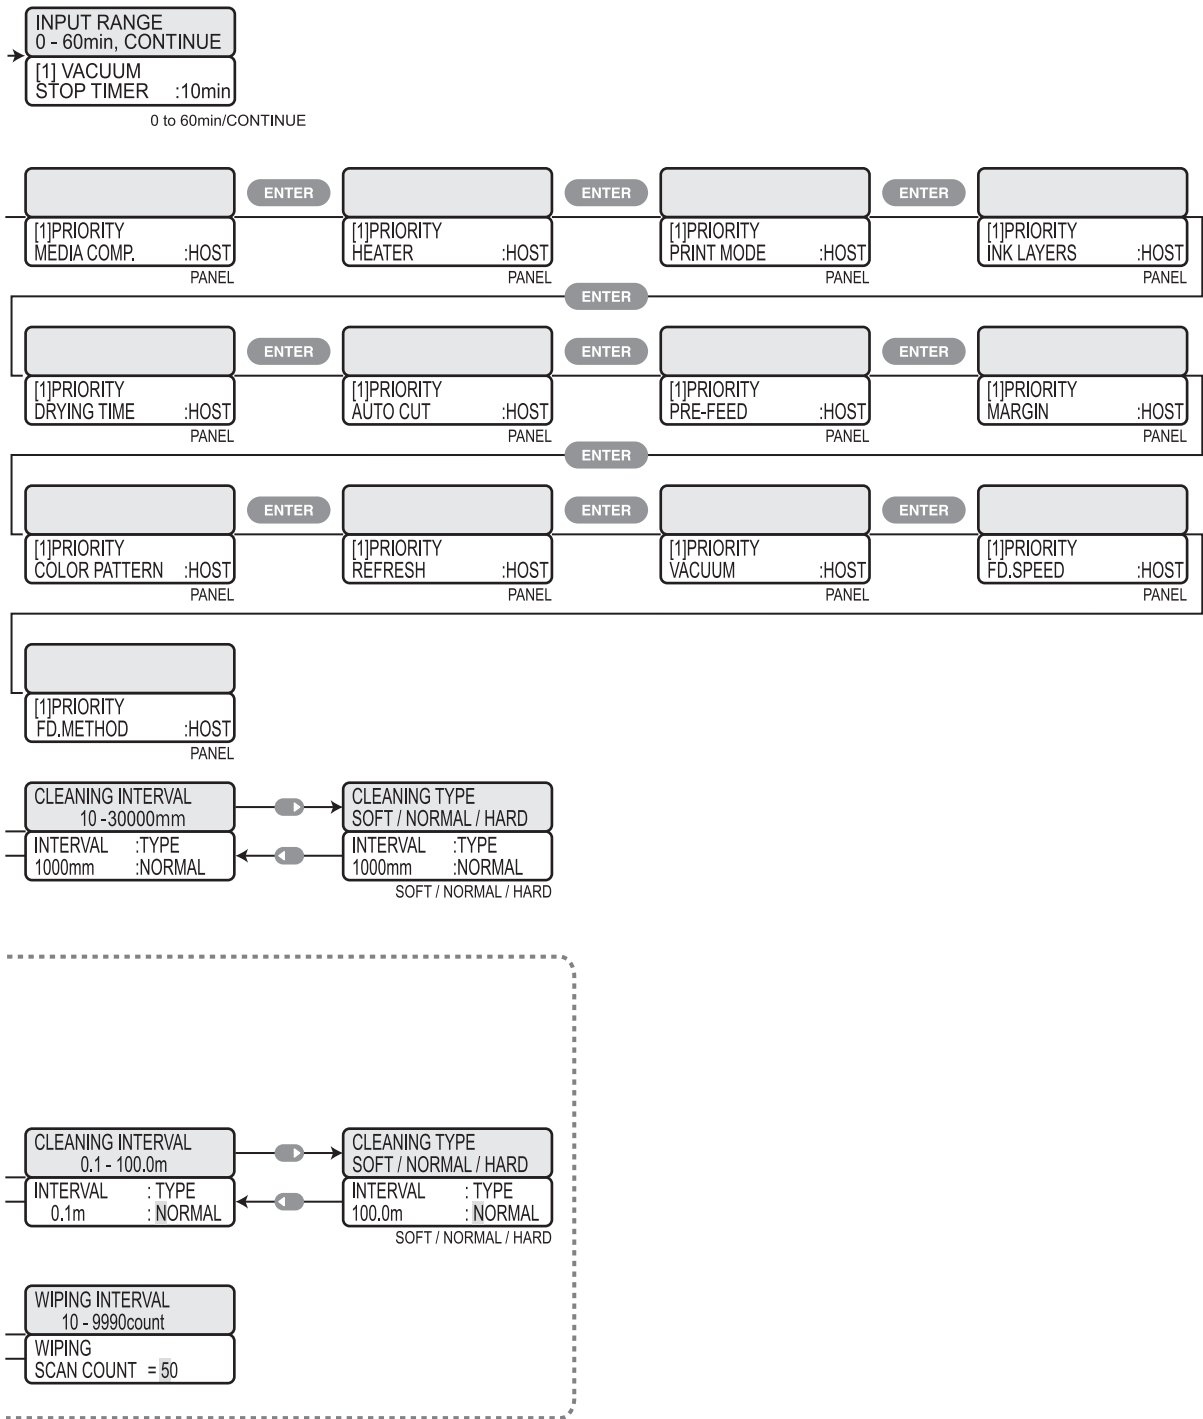 INPUT RANGE
0 - 60min, CONTINUE
[1] VACUUM
STOP TIMER :10min
0 to 60min/CONTINUE
ENTER ENTER ENTER
[1]PRIORITY [1]PRIORITY [1]PRIORITY [1]PRIORITY
MEDIA COMP. :HOST HEATER :HOST PRINT MODE :HOST INK LAYERS :HOST
PANEL PANEL PANEL PANEL
ENTER
ENTER ENTER ENTER
[1]PRIORITY [1]PRIORITY [1]PRIORITY [1]PRIORITY
DRYING TIME :HOST AUTO CUT :HOST PRE-FEED :HOST MARGIN :HOST
PANEL PANEL PANEL PANEL
ENTER
ENTER ENTER ENTER
[1]PRIORITY [1]PRIORITY [1]PRIORITY [1]PRIORITY
COLOR PATTERN :HOST REFRESH :HOST VACUUM :HOST FD.SPEED :HOST
PANEL PANEL PANEL PANEL
[1]PRIORITY
FD.METHOD :HOST
PANEL
CLEANING INTERVAL CLEANING TYPE
10 -30000mm SOFT / NORMAL / HARD
INTERVAL :TYPE INTERVAL :TYPE
1000mm :NORMAL 1000mm :NORMAL
SOFT / NORMAL / HARD
CLEANING INTERVAL CLEANING TYPE
0.1 - 100.0m SOFT / NORMAL / HARD
INTERVAL : TYPE INTERVAL : TYPE
0.1m : NORMAL 100.0m : NORMAL
SOFT / NORMAL / HARD
WIPING INTERVAL
10 - 9990count
WIPING
SCAN COUNT = 50